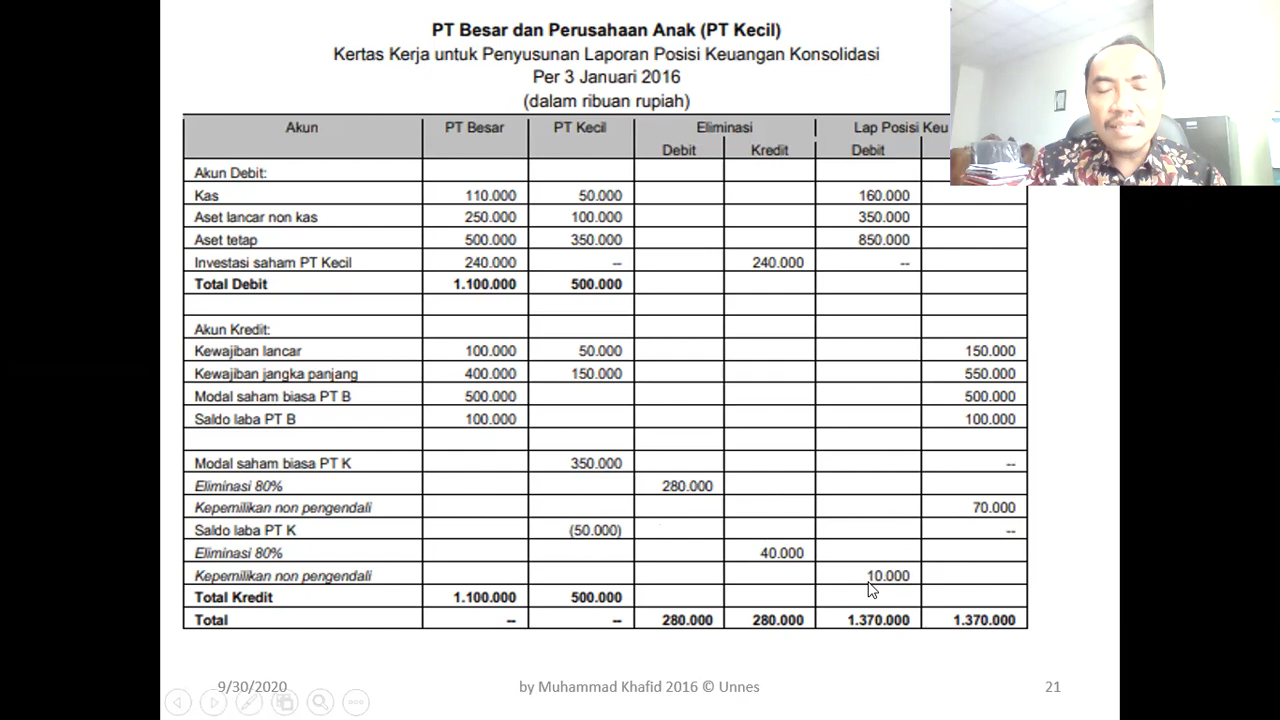 PT Besar dan Perusahaan Anak (PT Kecil)
Kertas Kerja untuk Penyusunan Laporan Posisi Keuangan Konsolidasi
Per 3 Januari 2016
(dalam ribuan rupiah)
Akun PT Besar PT Kecil Eliminasi Lap Posisi Keu
Debit Kredit Debit
Akun Debit:
Kas 110.000 50.000 160.000
Aset lancar non kas 250.000 100.000 350.000
Aset tetap 500.000 350.000 850.000
Investasi saham PT Kecil 240.000 -- 240.000 --
Total Debit 1.100.000 500.000
Akun Kredit:
Kewajiban lancar 100.000 50.000 150.000
Kewajiban jangka panjang 400.000 150.000 550.000
Modal saham biasa PT B 500.000 500.000
Saldo laba PT B 100.000 100.000
Modal saham biasa PT K 350.000 --
Eliminasi 80% 280.000
Kepemilikan non pengendali 70.000
Saldo laba PT K (50.000) --
Eliminasi 80% 40.000
Kepemilikan non pengendali 10.000
Total Kredit 1.100.000 500.000
Total -- -- 280.000 280.000 1.370.000 1.370.000
9/30/2020 by Muhammad Khafid 2016 © Unnes 21